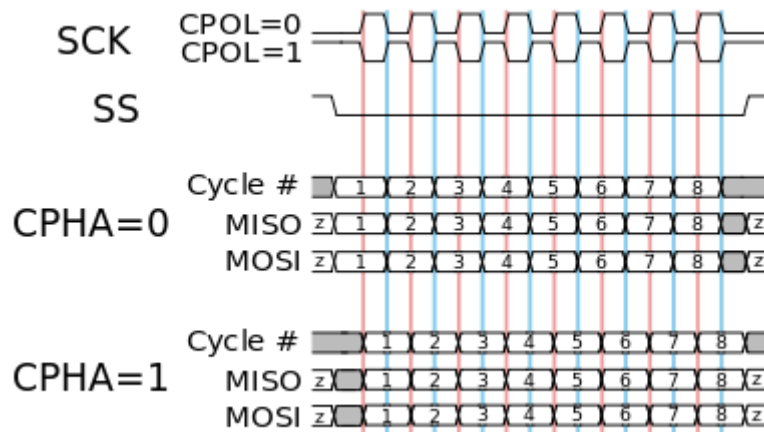 SCK CPOL=0
CPOL=1
SS
Cycle # 1 2 3 4 5 6 7 8
CPHA=0 MISO z 1 2 3 4 5 6 7 8 z
MOSI z 1 2 3 4 5 6 7 8 z
Cycle # 1 2 3 4 5 6 7 8
CPHA=1 MISO z 1 2 3 4 5 6 7 8 z
MOSI z 1 2 3 4 5 6 7 8 z